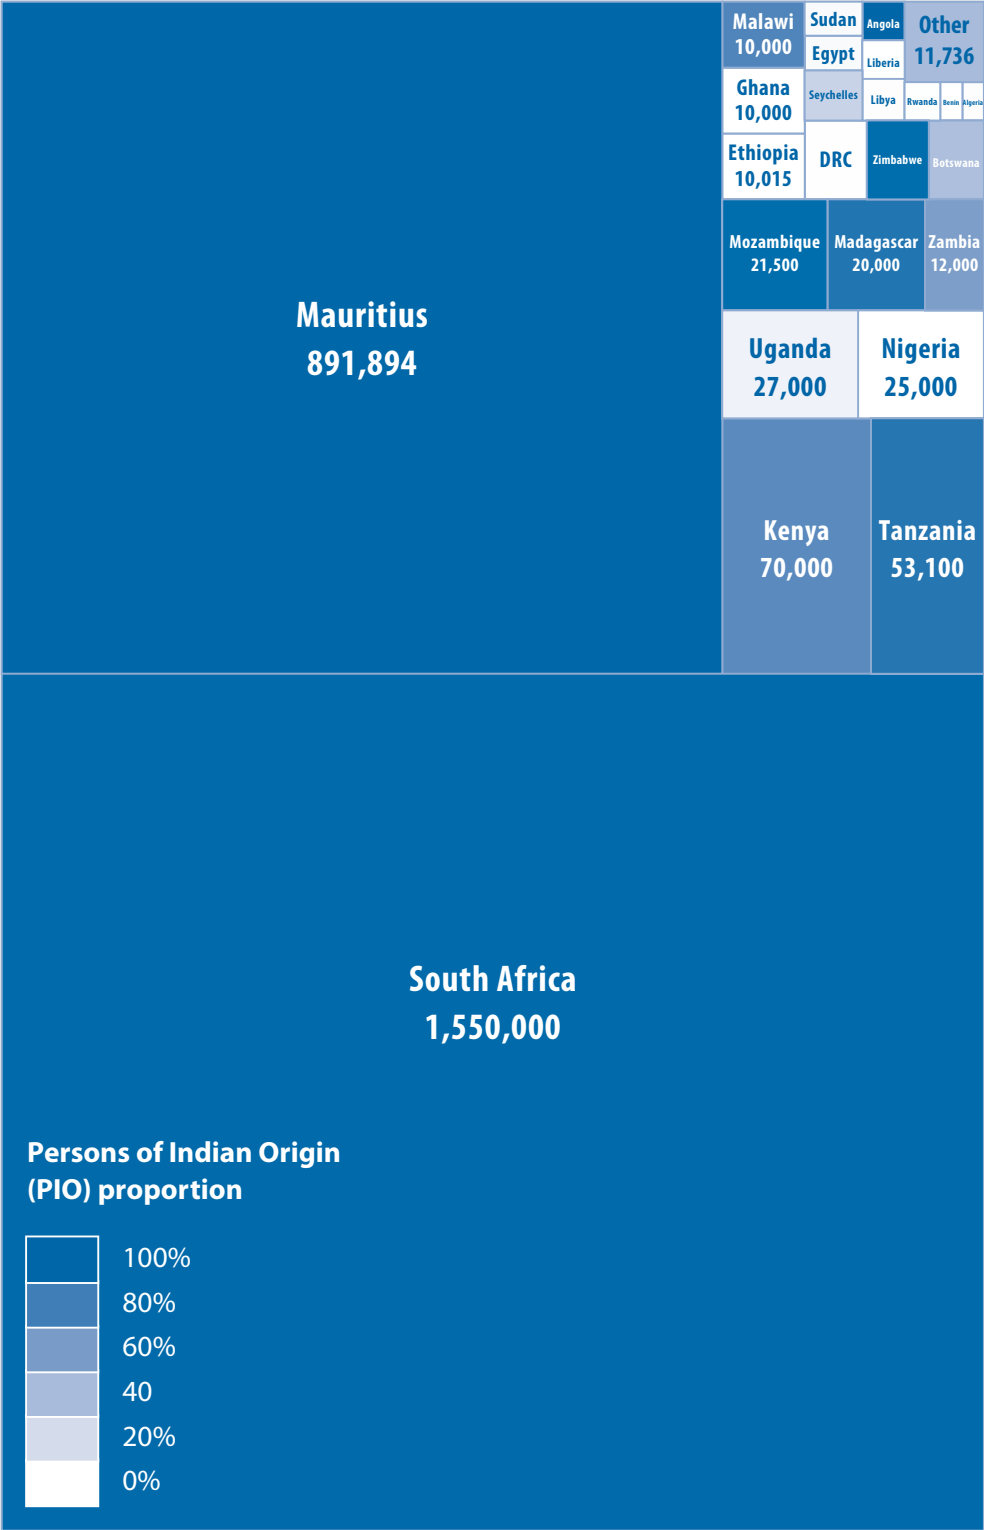 Malawi
10,000
Sudan
Angola
Other
11,736
Egypt
Liberia
Ghana
10,000
Seychelles
Libya
Rwanda
Benin
Algeria
Ethiopia
10,015
DRC
Zimbabwe
Botswana
Mozambique
21,500
Madagascar
20,000
Zambia
12,000
Mauritius
891,894
Uganda
27,000
Nigeria
25,000
Kenya
70,000
Tanzania
53,100
South Africa
1,550,000
Persons of Indian Origin
(PIO) proportion
100%
80%
60%
40
20%
0%